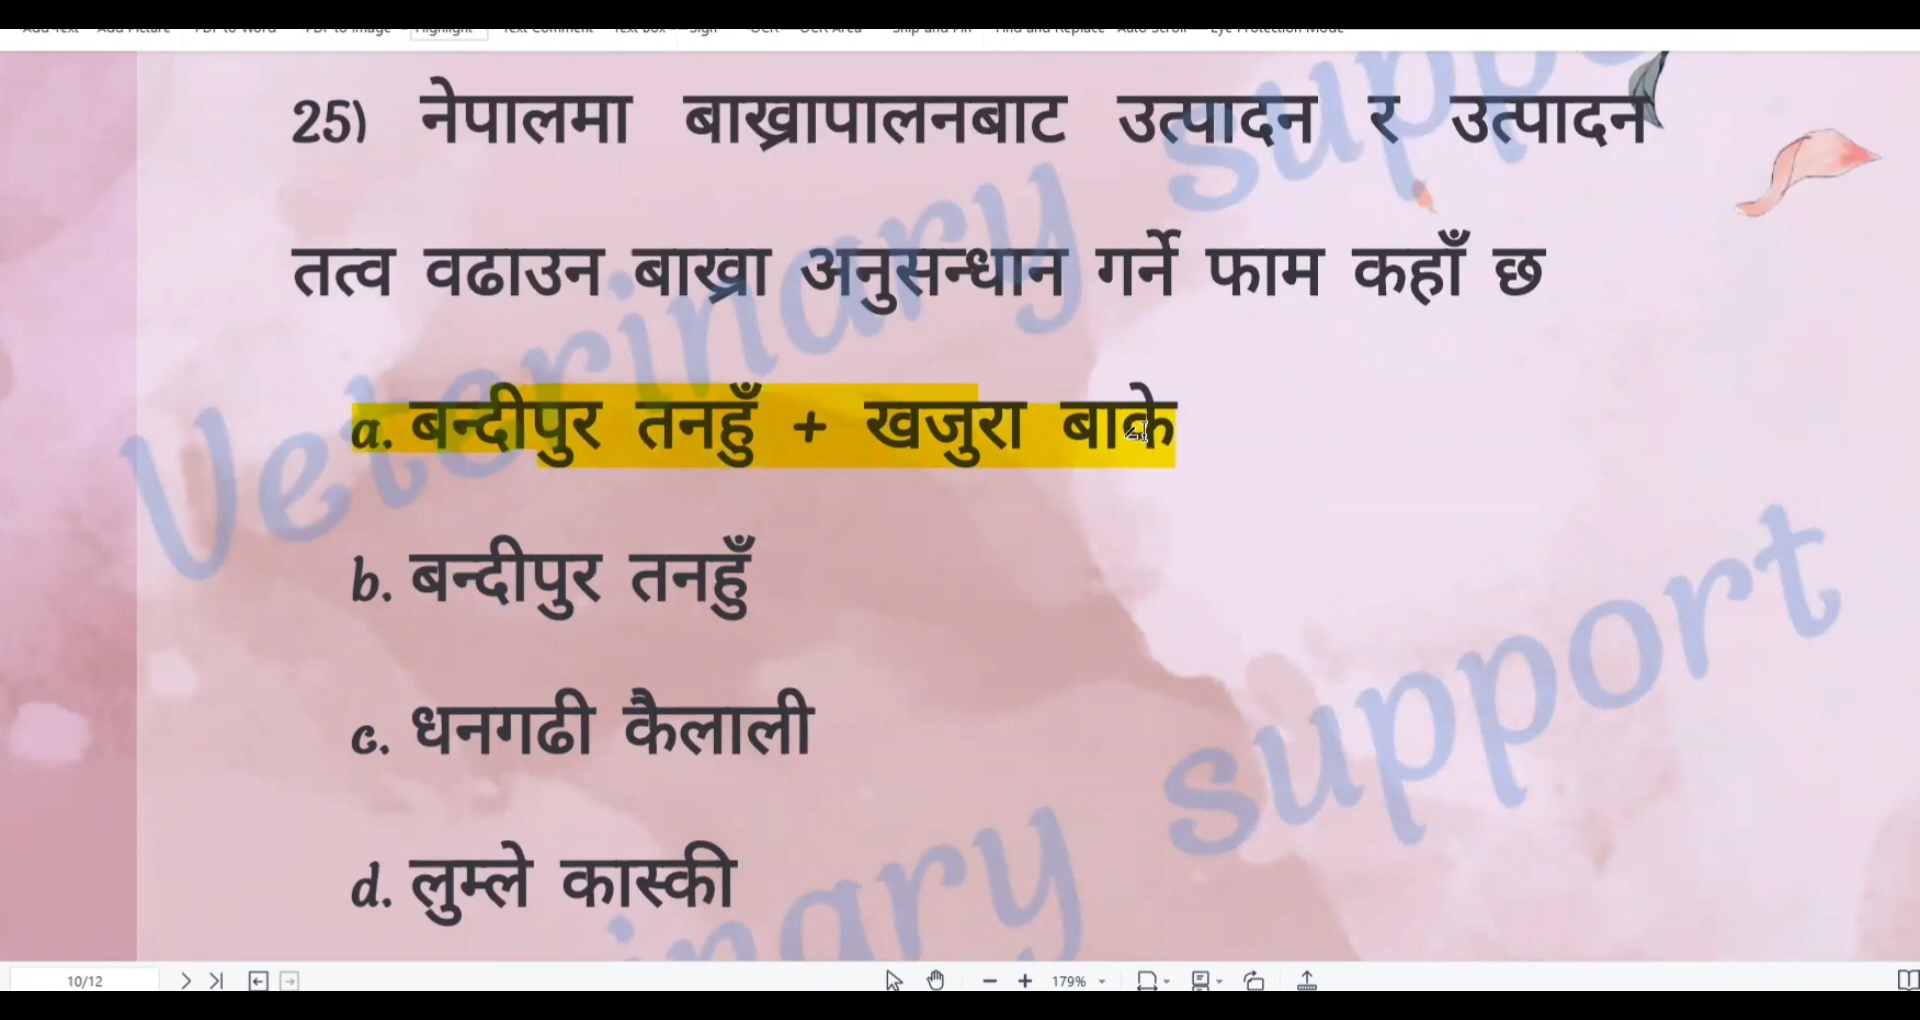 25) नेपालमा बाख्रापालनबाट उत्पादन र उत्पादन
तत्व वढाउन बाख्रा अनुसन्धान गर्ने फाम कहाँ छ
a. बन्दीपुर तनहुँ + खजुरा बाके
b. बन्दीपुर तनहुँ
c. धनगढी कैलाली
d. लुम्ले कास्की
Veterinary support
support
10/12
179%